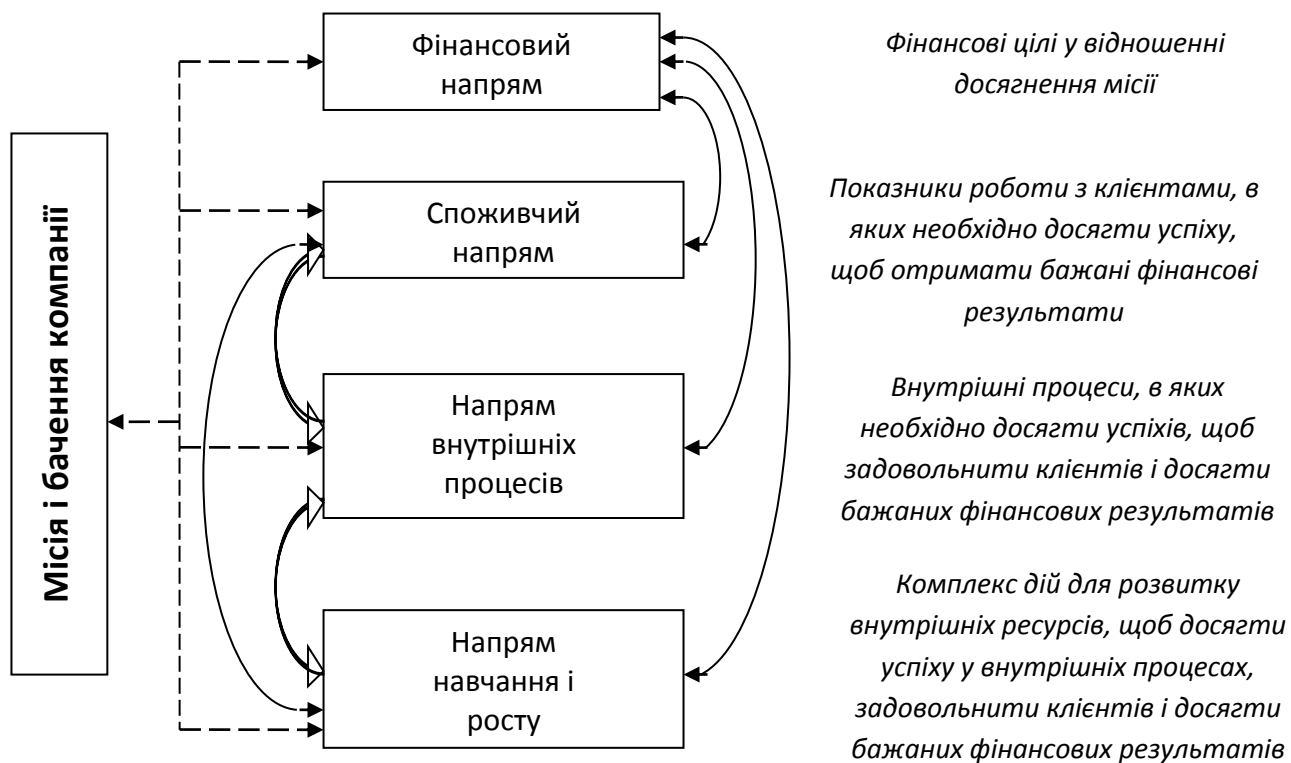 Місія і бачення компанії
Фінансовий
напрям
Фінансові цілі у відношенні
досягнення місії
Споживчий
напрям
Показники роботи з клієнтами, в
яких необхідно досягти успіху,
щоб отримати бажані фінансові
результати
Напрям
внутрішніх
процесів
Внутрішні процеси, в яких
необхідно досягти успіхів, щоб
задовольнити клієнтів і досягти
бажаних фінансових результатів
Напрям
навчання і
росту
Комплекс дій для розвитку
внутрішніх ресурсів, щоб досягти
успіху у внутрішніх процесах,
задовольнити клієнтів і досягти
бажаних фінансових результатів